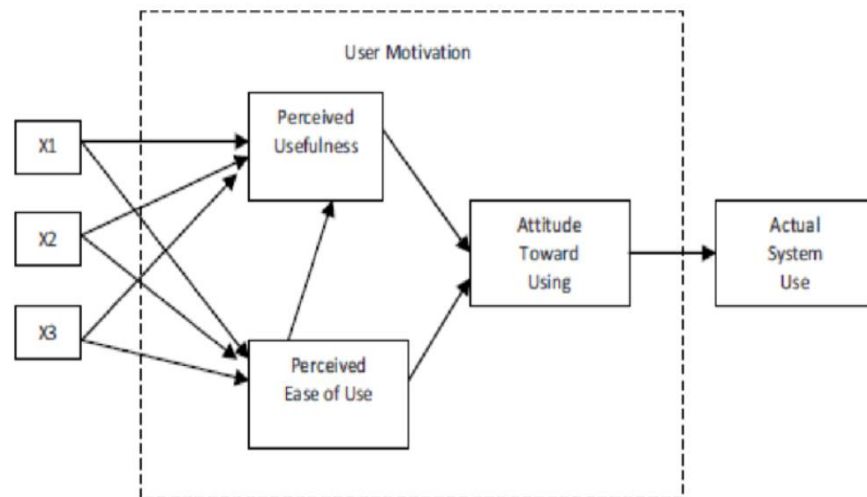 User Motivation
Perceived
Usefulness
X1
X2
X3
Attitude
Toward
Using
Actual
System
Use
Perceived
Ease of Use